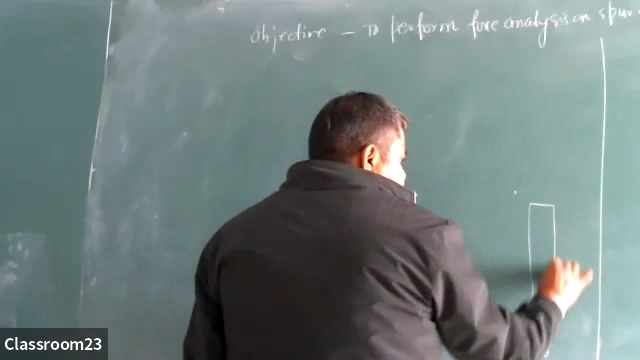 Objective - To perform force analysis on spur
Classroom23